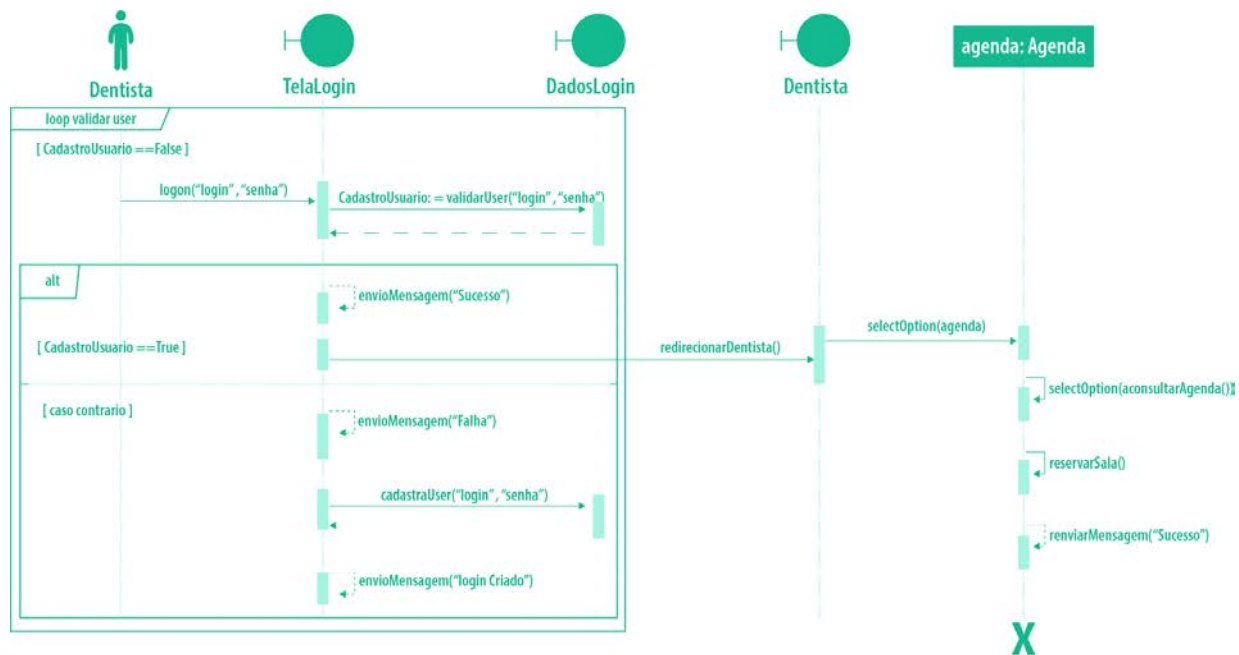 Dentista
TelaLogin
DadosLogin
Dentista
agenda: Agenda
loop validar user
[ CadastroUsuario ==False ]
logon(“login”, “senha”)
CadastroUsuario: = validarUser(“login”, “senha”)
alt
envioMensagem(“Sucesso”)
selectOption(agenda)
[ CadastroUsuario ==True ]
redirecionarDentista()
selectOption(aconsultarAgenda())
[ caso contrario ]
envioMensagem(“Falha”)
reservarSala()
cadastraUser(“login”, “senha”)
renviarMensagem(“Sucesso”)
envioMensagem(“login Criado”)
X